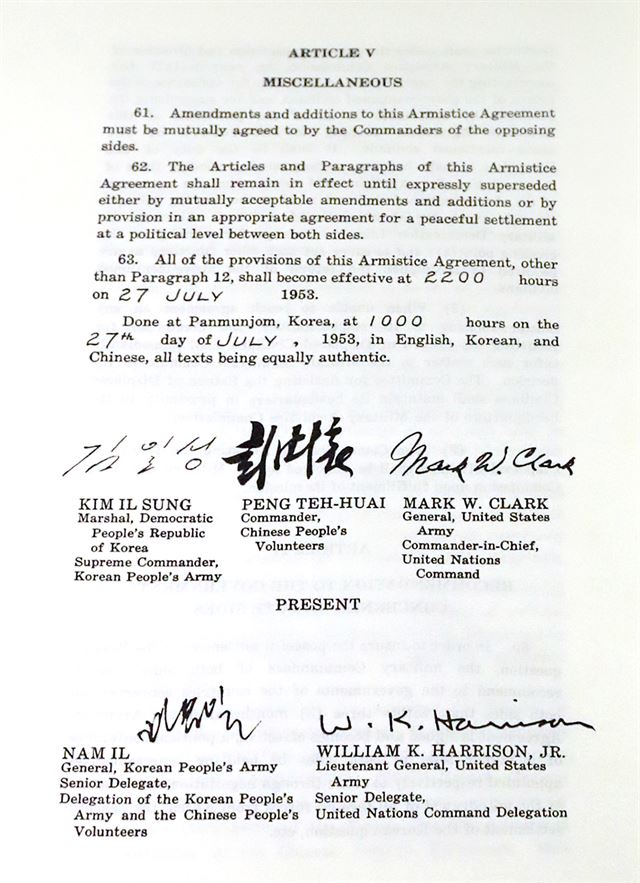 ARTICLE V
MISCELLANEOUS
61. Amendments and additions to this Armistice Agreement
must be mutually agreed to by the Commanders of the opposing
sides.
62. The Articles and Paragraphs of this Armistice
Agreement shall remain in effect until expressly superseded
either by mutually acceptable amendments and additions or by
provision in an appropriate agreement for a peaceful settlement
at a political level between both sides.
63. All of the provisions of this Armistice Agreement, other
than Paragraph 12, shall become effective at 2200 hours
on 27 JULY 1953.
Done at Panmunjom, Korea, at 1000 hours on the
27th day of JULY, 1953, in English, Korean, and
Chinese, all texts being equally authentic.
김일성 彭德懷 Mark W. Clark
KIM IL SUNG
Marshal, Democratic
People's Republic
of Korea
Supreme Commander,
Korean People's Army
PENG TEH-HUAI
Commander,
Chinese People's
Volunteers
MARK W. CLARK
General, United States
Army
Commander-in-Chief,
United Nations
Command
PRESENT
W. K. Harrison
NAM IL
General, Korean People's Army
Senior Delegate,
Delegation of the Korean People's
Army and the Chinese People's
Volunteers
WILLIAM K. HARRISON, JR.
Lieutenant General, United States
Army
Senior Delegate,
United Nations Command Delegation